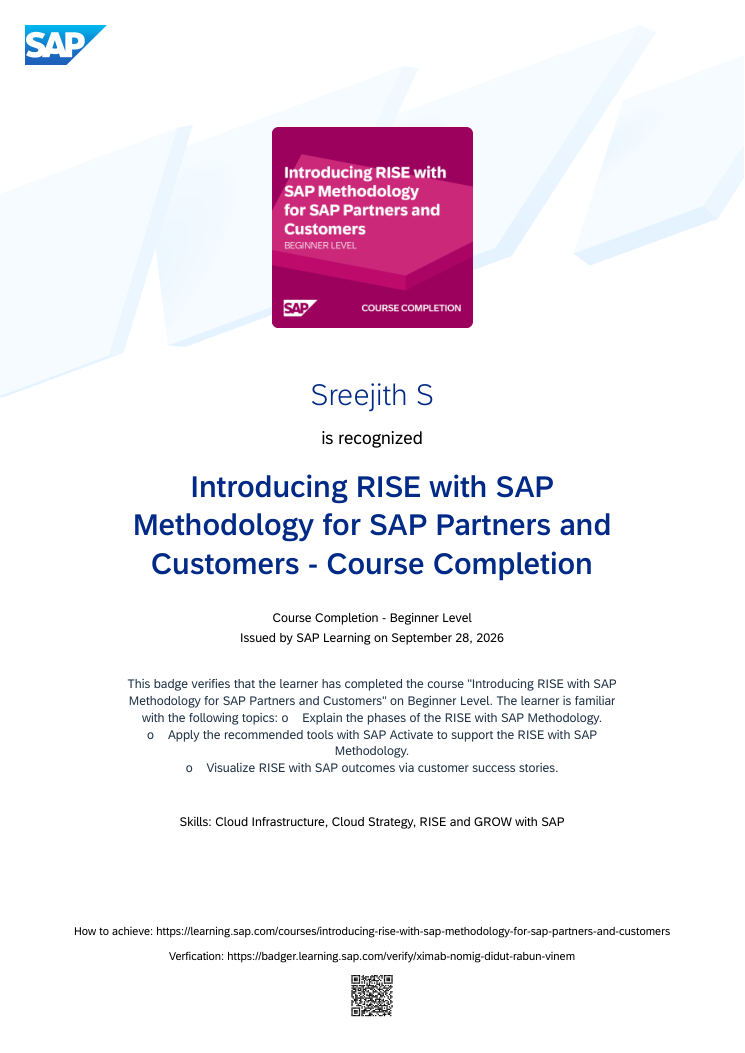 SAP
Introducing RISE with
SAP Methodology
for SAP Partners and
Customers
BEGINNER LEVEL
SAP
COURSE COMPLETION
Sreejith S
is recognized
Introducing RISE with SAP
Methodology for SAP Partners and
Customers - Course Completion
Course Completion - Beginner Level
Issued by SAP Learning on September 28, 2026
This badge verifies that the learner has completed the course "Introducing RISE with SAP
Methodology for SAP Partners and Customers" on Beginner Level. The learner is familiar
with the following topics: o Explain the phases of the RISE with SAP Methodology.
o Apply the recommended tools with SAP Activate to support the RISE with SAP
Methodology.
o Visualize RISE with SAP outcomes via customer success stories.
Skills: Cloud Infrastructure, Cloud Strategy, RISE and GROW with SAP
How to achieve: https://learning.sap.com/courses/introducing-rise-with-sap-methodology-for-sap-partners-and-customers
Verfication: https://badger.learning.sap.com/verify/ximab-nomig-didut-rabun-vinem